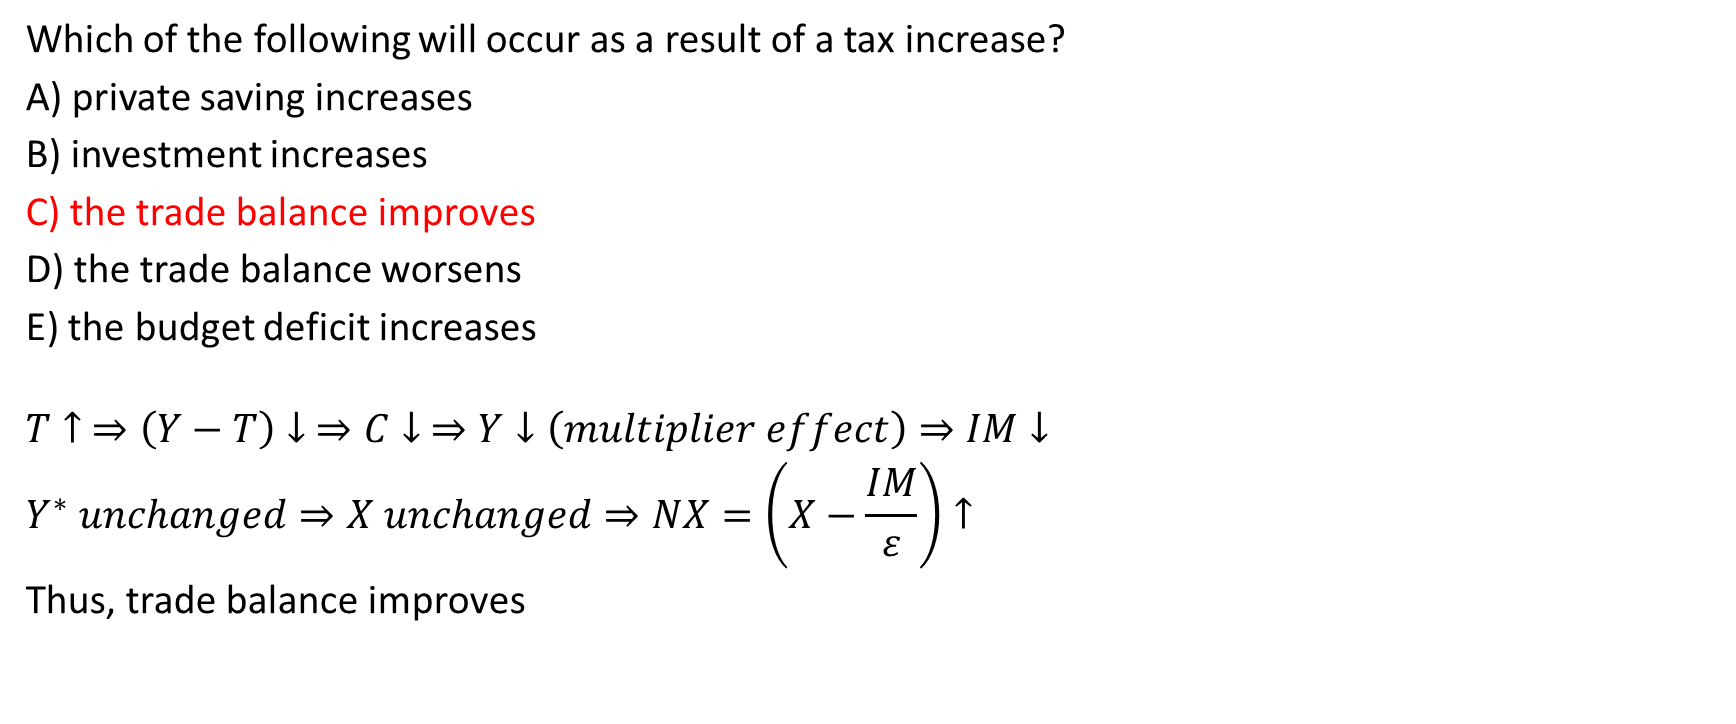 Which of the following will occur as a result of a tax increase?
A) private saving increases
B) investment increases
C) the trade balance improves
D) the trade balance worsens
E) the budget deficit increases
T ↑⇒ (Y − T) ↓⇒ C ↓⇒ Y ↓ (multiplier effect) ⇒ IM ↓
Y* unchanged ⇒ X unchanged ⇒ NX = (X − IM/ε) ↑
Thus, trade balance improves